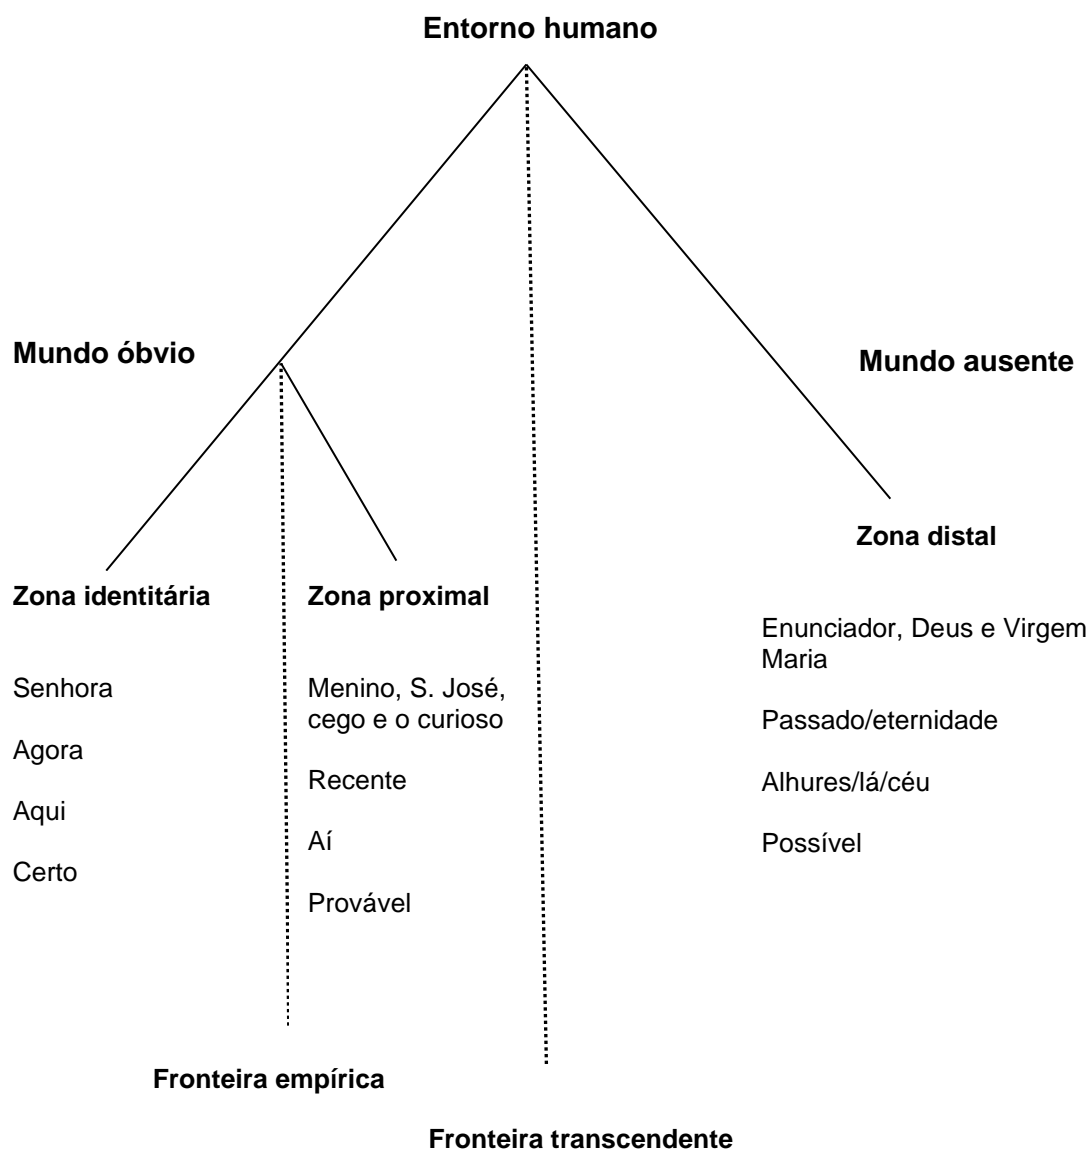 Entorno humano
Mundo óbvio
Mundo ausente
Zona identitária
Senhora
Agora
Aqui
Certo
Zona proximal
Menino, S. José,
cego e o curioso
Recente
Aí
Provável
Zona distal
Enunciador, Deus e Virgem
Maria
Passado/eternidade
Alhures/lá/céu
Possível
Fronteira empírica
Fronteira transcendente